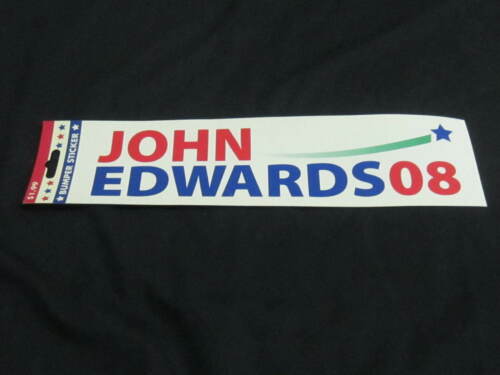 $1.99
BUMPER STICKER
JOHN
EDWARDS08